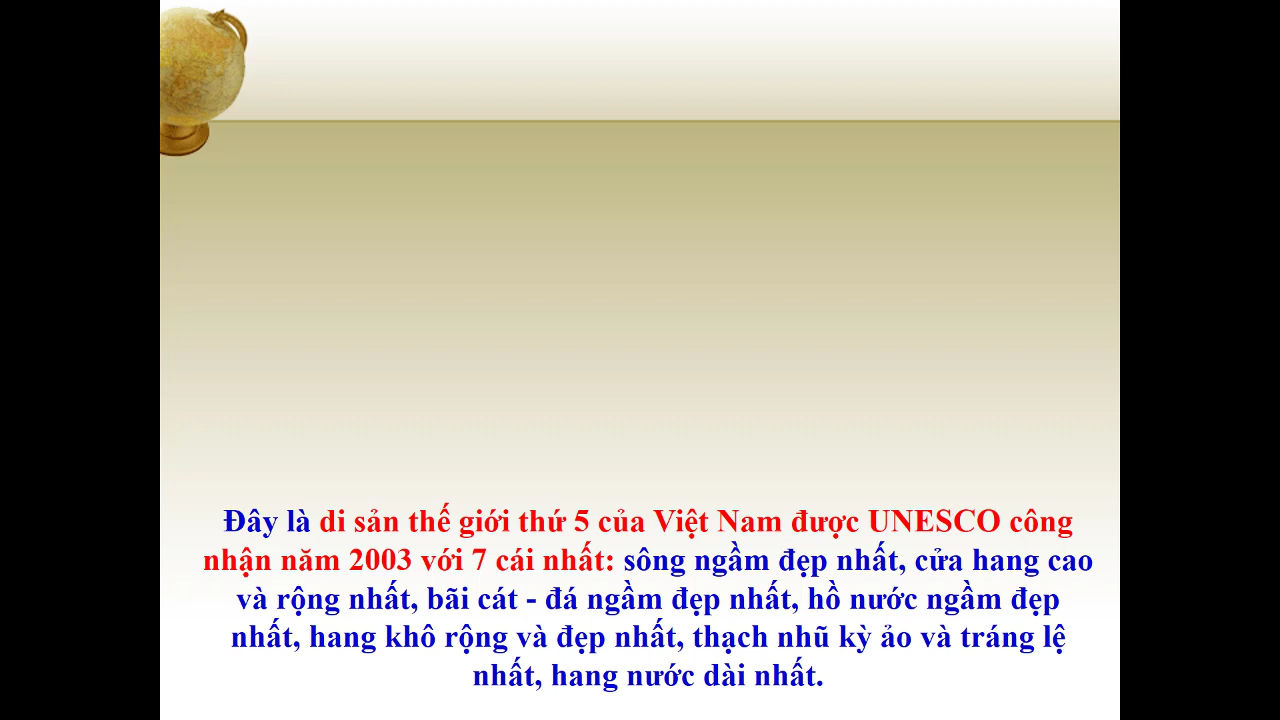 Đây là di sản thế giới thứ 5 của Việt Nam được UNESCO công
nhận năm 2003 với 7 cái nhất: sông ngầm đẹp nhất, cửa hang cao
và rộng nhất, bãi cát - đá ngầm đẹp nhất, hồ nước ngầm đẹp
nhất, hang khô rộng và đẹp nhất, thạch nhũ kỳ ảo và tráng lệ
nhất, hang nước dài nhất.